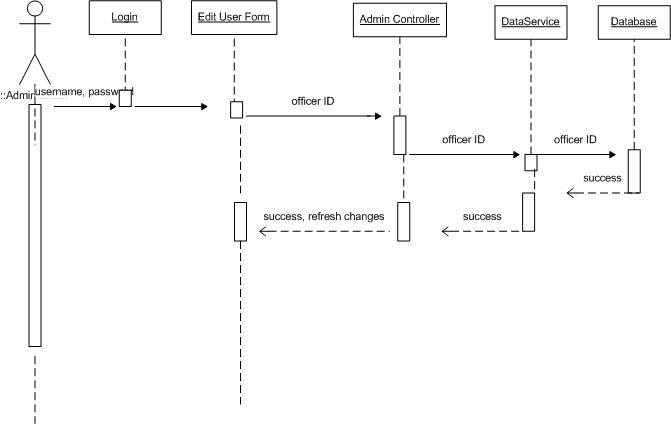 Login
Edit User Form
Admin Controller
DataService
Database
::Admin
username, password
officer ID
officer ID
officer ID
success
success, refresh changes
success